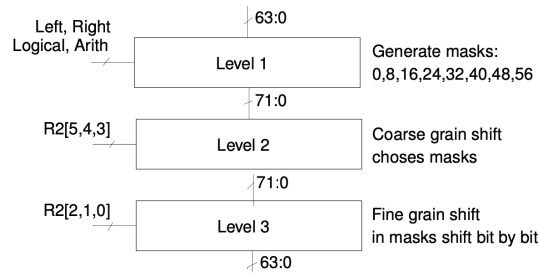 63:0
Left, Right
Logical, Arith
Level 1
Generate masks:
0,8,16,24,32,40,48,56
71:0
R2[5,4,3]
Level 2
Coarse grain shift
choses masks
71:0
R2[2,1,0]
Level 3
Fine grain shift
in masks shift bit by bit
63:0